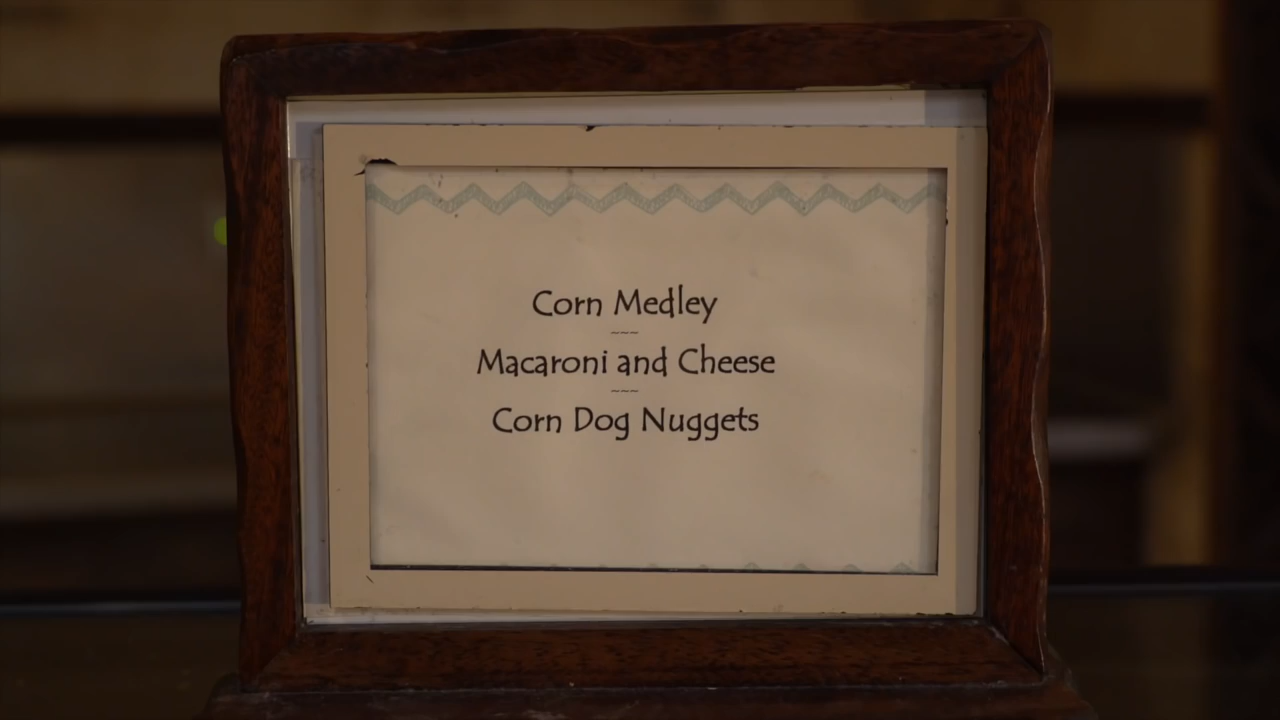 Corn Medley
~~~
Macaroni and Cheese
~~~
Corn Dog Nuggets